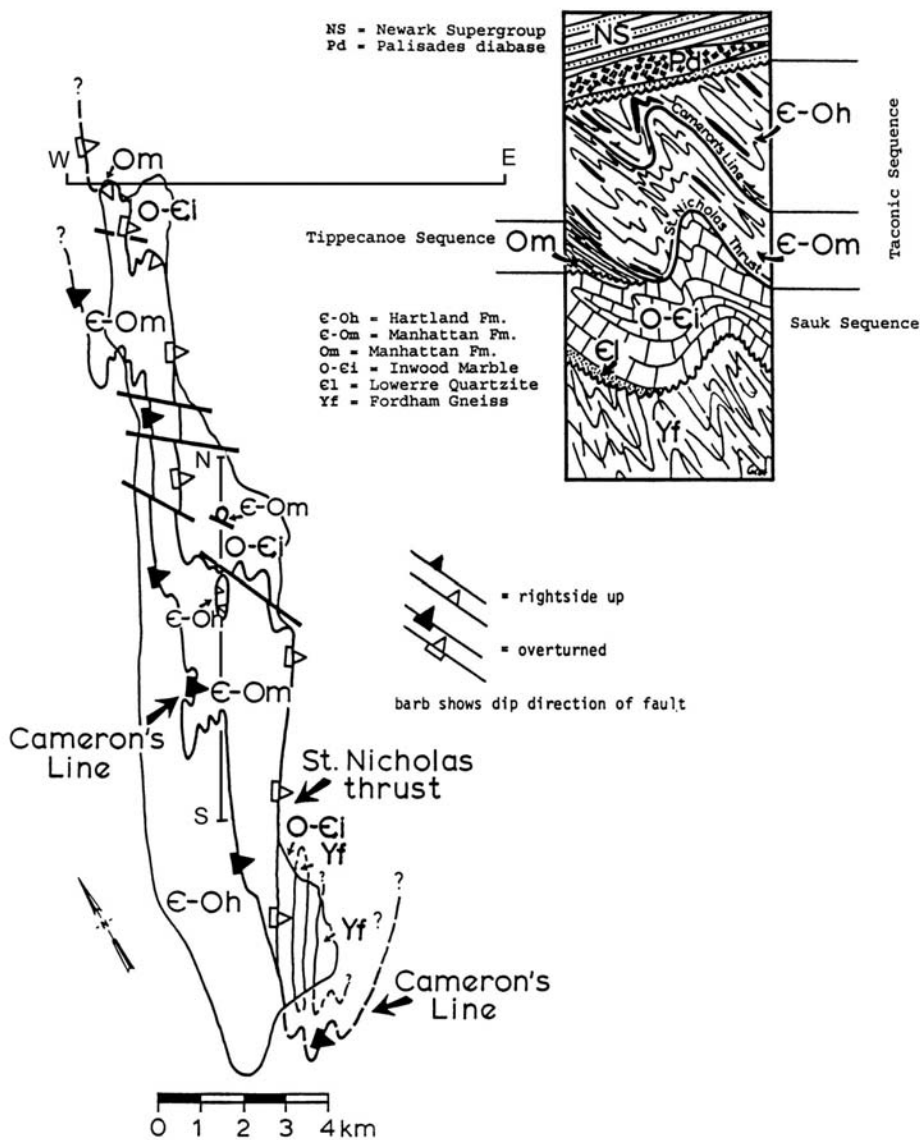 NS = Newark Supergroup
Pd = Palisades diabase
NS
Pd
Cameron's Line
Є-Oh
Taconic Sequence
?
W
E
Om
O-Єi
?
Tippecanoe Sequence
Om
St. Nicholas Thrust
Є-Om
Є-Om
O-Єi
Sauk Sequence
Є-Oh = Hartland Fm.
Є-Om = Manhattan Fm.
Om = Manhattan Fm.
O-Єi = Inwood Marble
Єl = Lowerre Quartzite
Yf = Fordham Gneiss
Єl
Yf
N
Є-Om
O-Єi
Є-Oh
= rightside up
= overturned
barb shows dip direction of fault
Є-Om
Cameron's
Line
St. Nicholas
thrust
S
O-Єi
Yf
?
?
Є-Oh
?
Yf
?
Cameron's
Line
0 1 2 3 4 km